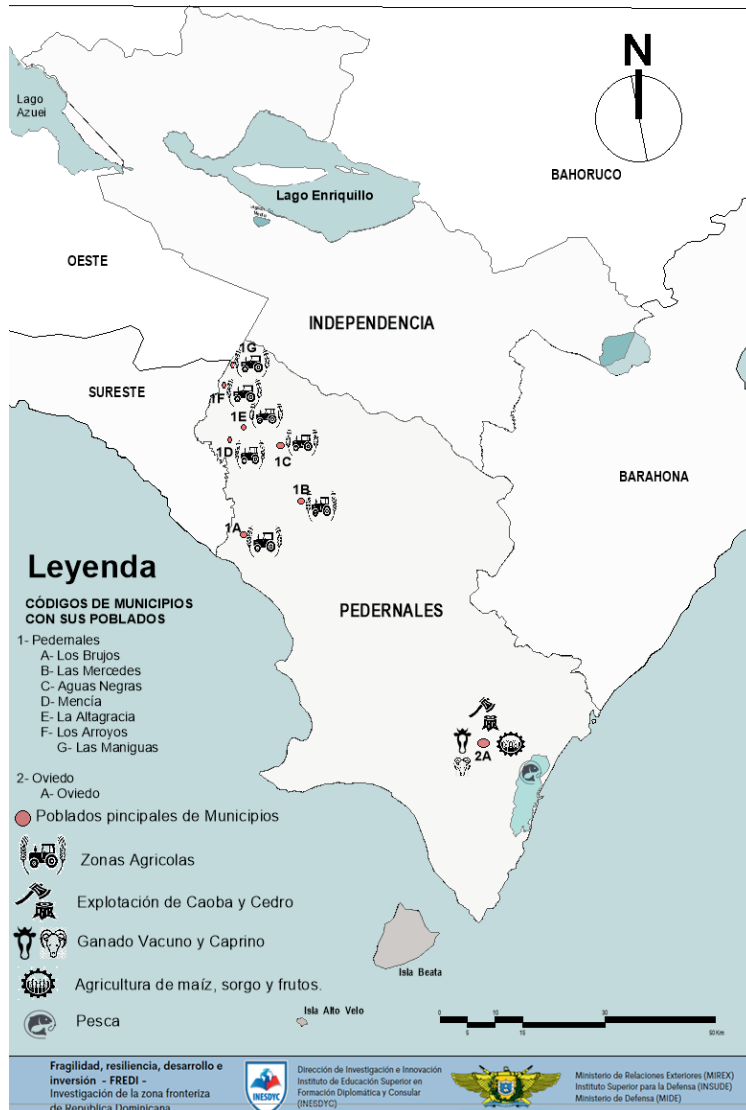 N
Lago
Azuei
BAHORUCO
Lago Enriquillo
OESTE
INDEPENDENCIA
1G
SURESTE
1F
1E
1D
1C
BARAHONA
1B
1A
PEDERNALES
2A
Leyenda
CÓDIGOS DE MUNICIPIOS
CON SUS POBLADOS
1- Pedernales
A- Los Brujos
B- Las Mercedes
C- Aguas Negras
D- Mencía
E- La Altagracia
F- Los Arroyos
G- Las Maniguas
2- Oviedo
A- Oviedo
Poblados pincipales de Municipios
Zonas Agricolas
Explotación de Caoba y Cedro
Ganado Vacuno y Caprino
Agricultura de maíz, sorgo y frutos.
Pesca
Isla Beata
Isla Alto Velo
0 10 30
5 15 50 Km
Fragilidad, resiliencia, desarrollo e
inversión - FREDI -
Investigación de la zona fronteriza
de República Dominicana
INESDYC
Dirección de Investigación e Innovación
Instituto de Educación Superior en
Formación Diplomática y Consular
(INESDYC)
Ministerio de Relaciones Exteriores (MIREX)
Instituto Superior para la Defensa (INSUDE)
Ministerio de Defensa (MIDE)